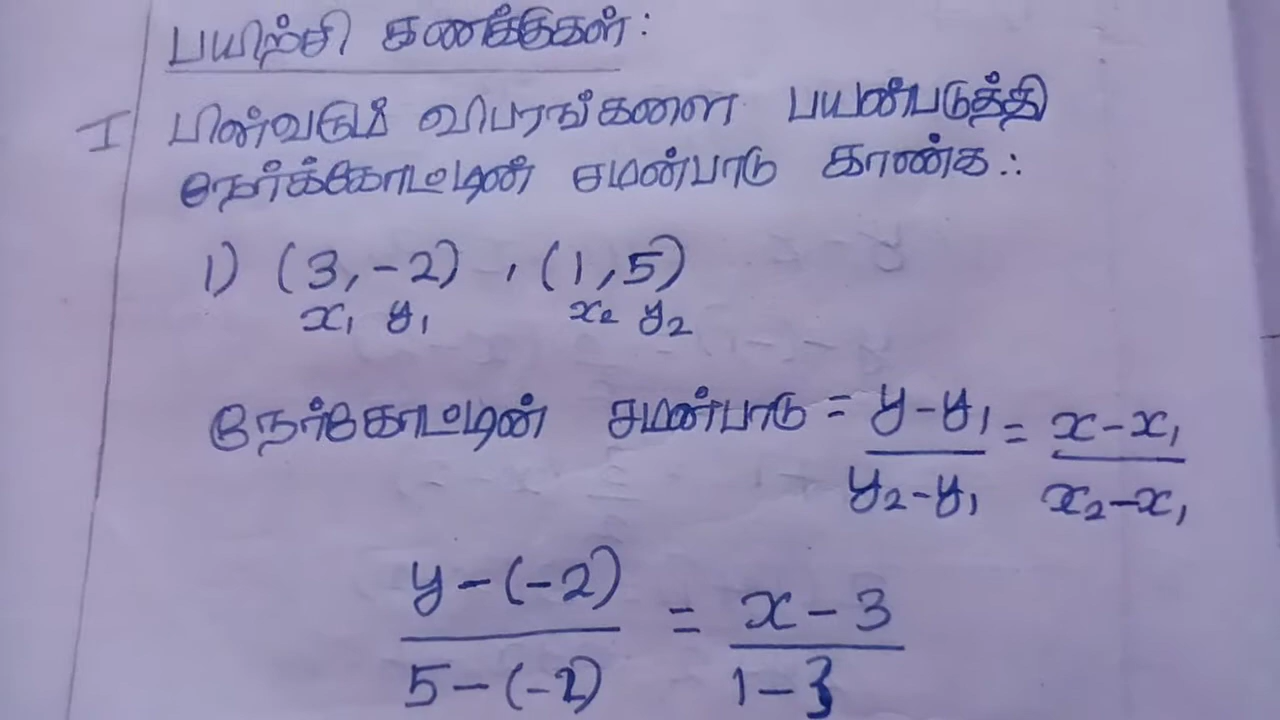 பயிற்சி கணக்குகள்:
I பின்வரும் விபரங்களை பயன்படுத்தி
நேர்க்கோட்டின் சமன்பாடு காண்க.:
1) (3, -2) , (1, 5)
x₁ y₁ x₂ y₂
நேர்கோட்டின் சமன்பாடு = y-y₁ / y₂-y₁ = x-x₁ / x₂-x₁
y-(-2) / 5-(-2) = x-3 / 1-3